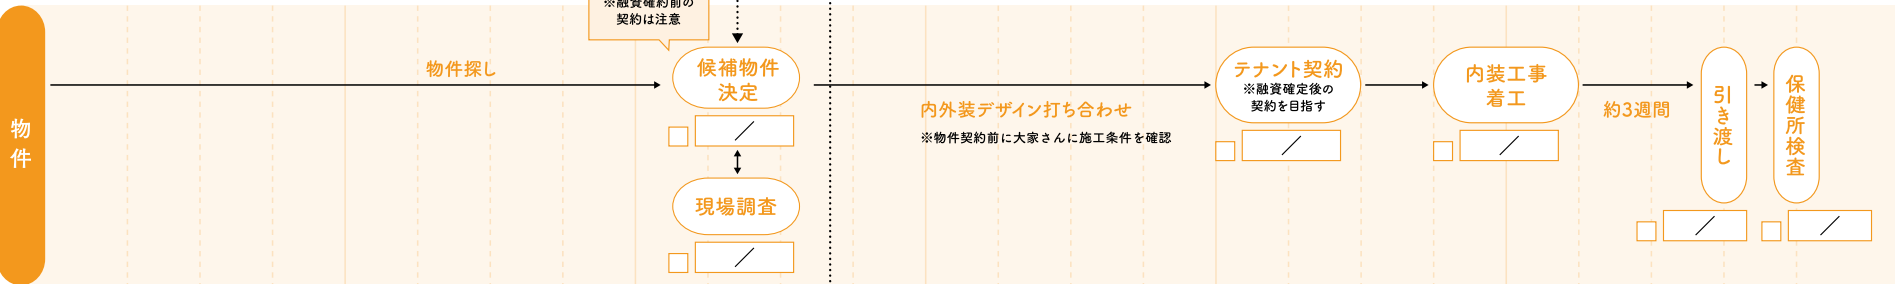 物件
※融資確約前の
契約は注意
物件探し
候補物件
決定
／
現場調査
／
内外装デザイン打ち合わせ
※物件契約前に大家さんに施工条件を確認
テナント契約
※融資確定後の
契約を目指す
／
内装工事
着工
／
約3週間
引き渡し
／
保健所検査
／